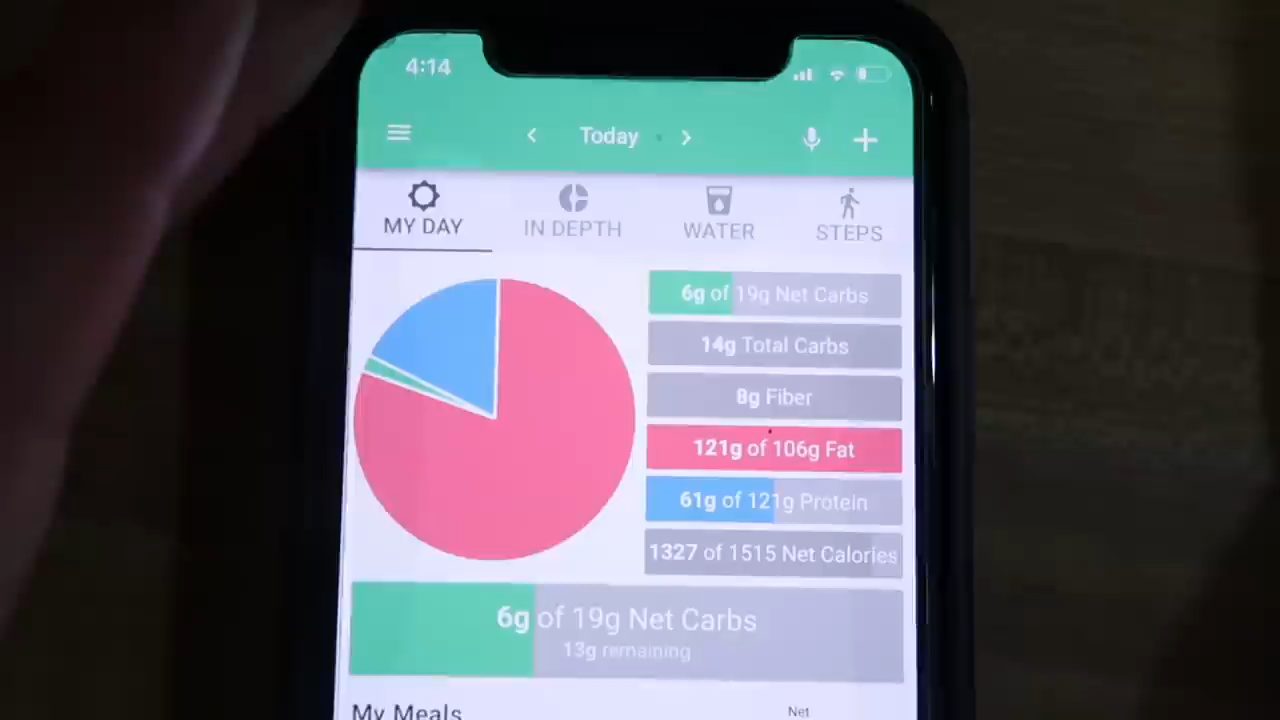 4:14
Today
MY DAY
IN DEPTH
WATER
STEPS
6g of 19g Net Carbs
14g Total Carbs
8g Fiber
121g of 106g Fat
61g of 121g Protein
1327 of 1515 Net Calories
6g of 19g Net Carbs
13g remaining
My Meals
Net